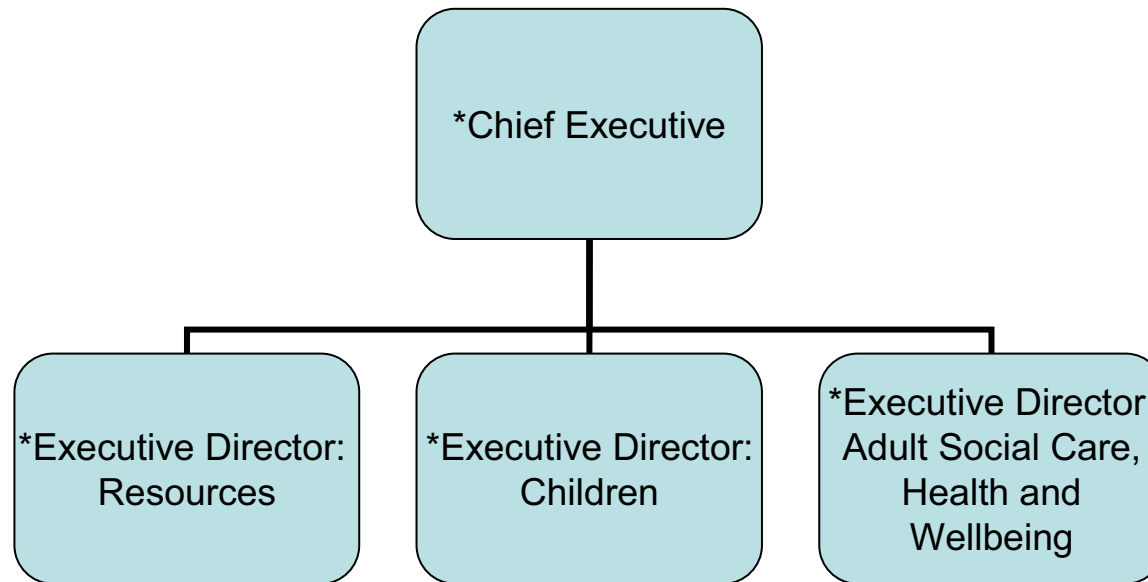 *Chief Executive
*Executive Director:
Resources
*Executive Director:
Children
*Executive Director
Adult Social Care,
Health and
Wellbeing